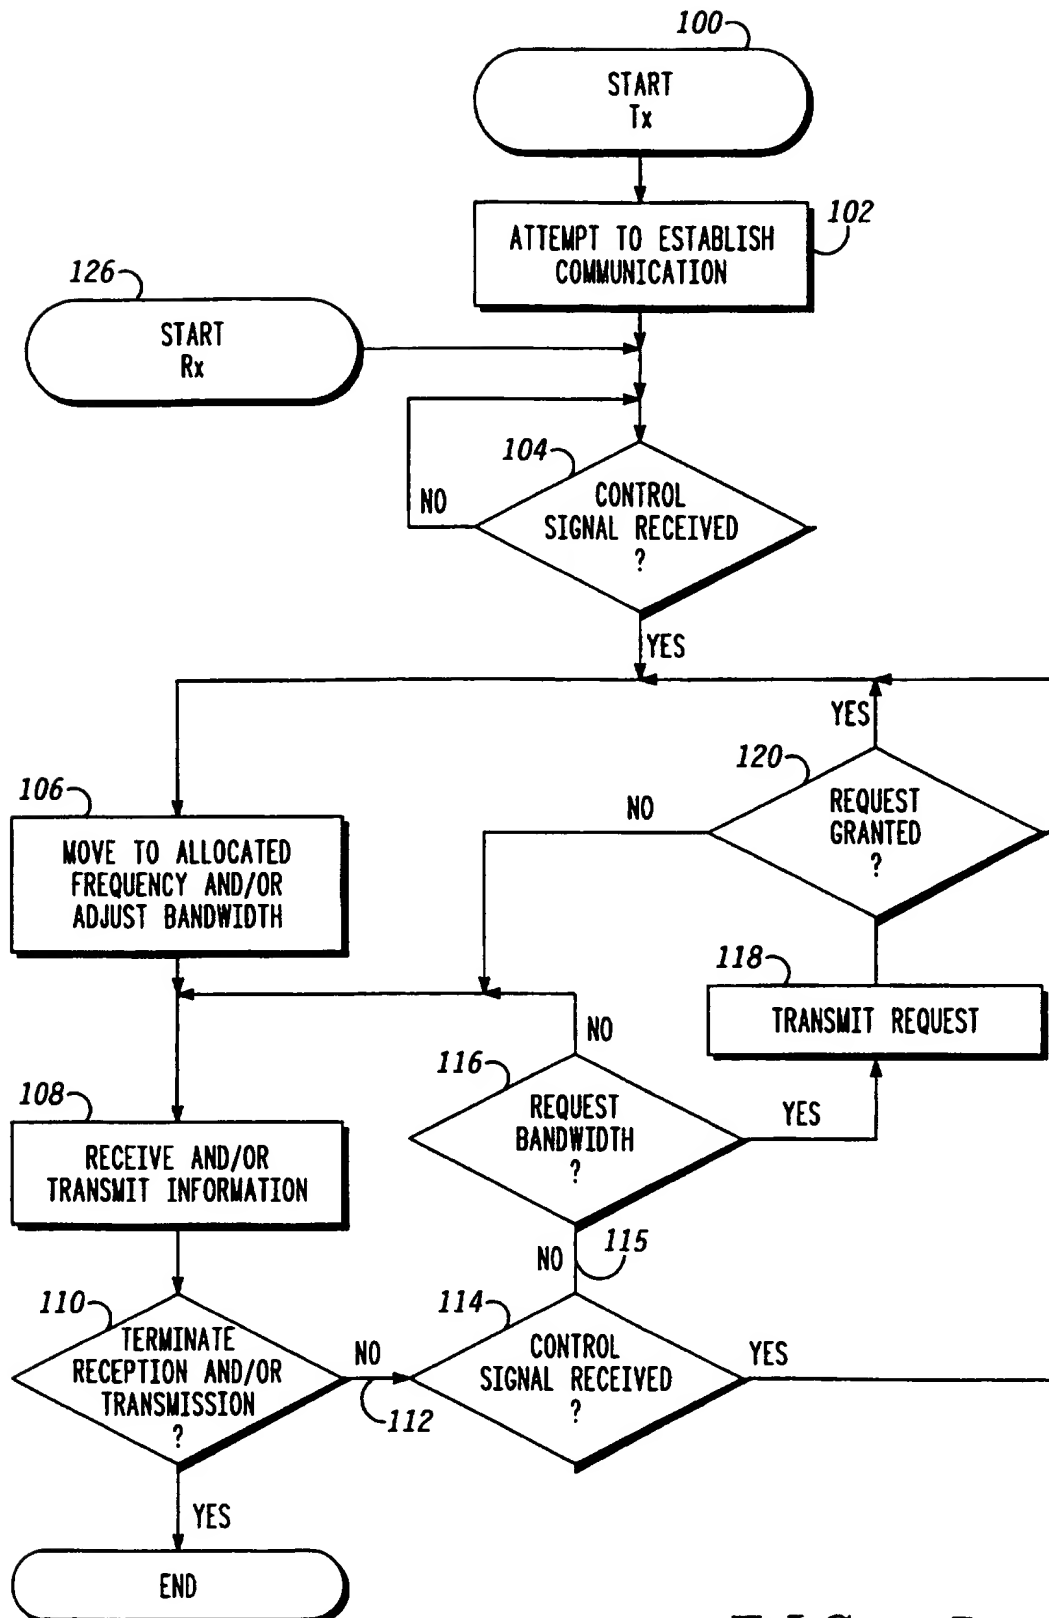 100
START
Tx
102
ATTEMPT TO ESTABLISH
COMMUNICATION
126
START
Rx
104
CONTROL
SIGNAL RECEIVED
?
NO
YES
YES
120
REQUEST
GRANTED
?
NO
106
MOVE TO ALLOCATED
FREQUENCY AND/OR
ADJUST BANDWIDTH
118
TRANSMIT REQUEST
NO
116
REQUEST
BANDWIDTH
?
YES
108
RECEIVE AND/OR
TRANSMIT INFORMATION
115
NO
110
TERMINATE
RECEPTION AND/OR
TRANSMISSION
?
NO
112
114
CONTROL
SIGNAL RECEIVED
?
YES
YES
END